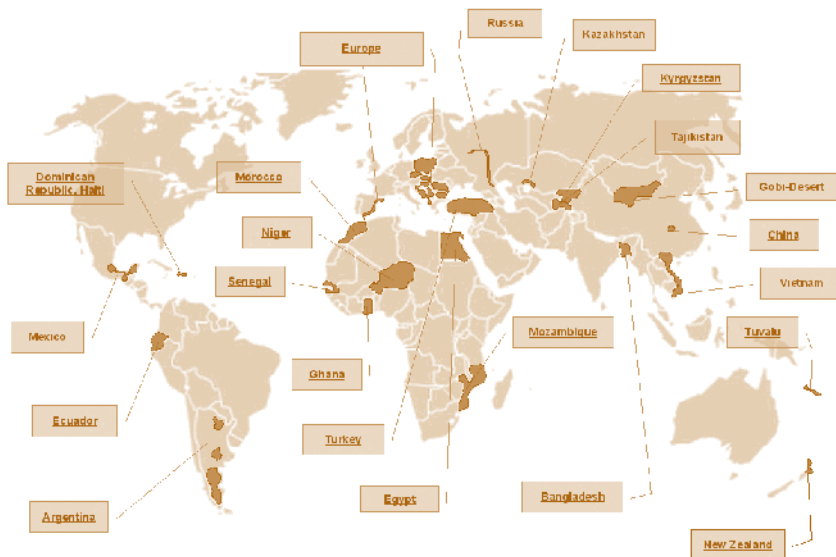 Russia
Kazakhstan
Europe
Kyrgyzstan
Tajikistan
Dominican
Republic, Haiti
Morocco
Gobi-Desert
Niger
China
Senegal
Vietnam
Mexico
Mozambique
Tuvalu
Ghana
Ecuador
Turkey
Egypt
Bangladesh
Argentina
New Zealand